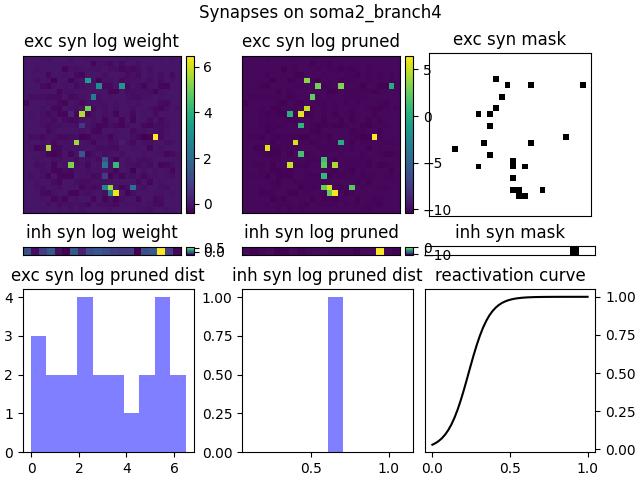 Synapses on soma2_branch4
exc syn log weight
exc syn log pruned
exc syn mask
6
4
2
0
5
0
−5
−10
inh syn log weight
inh syn log pruned
inh syn mask
0.5
0.0
0
−10
exc syn log pruned dist
inh syn log pruned dist
reactivation curve
4
3
2
1
0
0 2 4 6
1.00
0.75
0.50
0.25
0.00
0.5 1.0
1.00
0.75
0.50
0.25
0.00
0.0 0.5 1.0